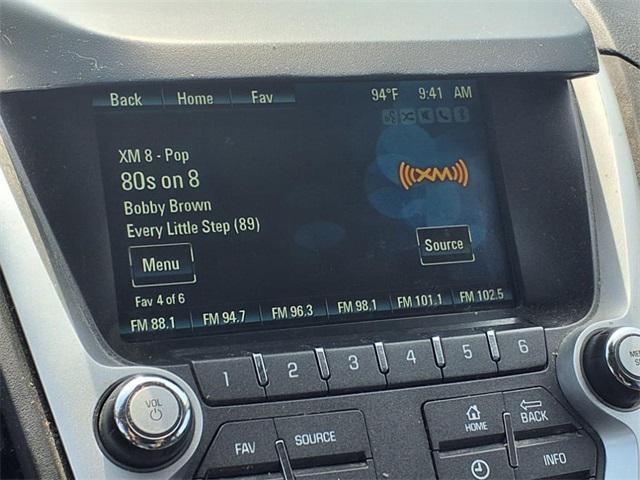 Back Home Fav 94°F 9:41 AM
XM 8 - Pop
80s on 8
Bobby Brown
Every Little Step (89)
XM
Menu
Source
Fav 4 of 6
FM 88.1 FM 94.7 FM 96.3 FM 98.1 FM 101.1 FM 102.5
1 2 3 4 5 6
VOL
FAV SOURCE
HOME BACK
INFO